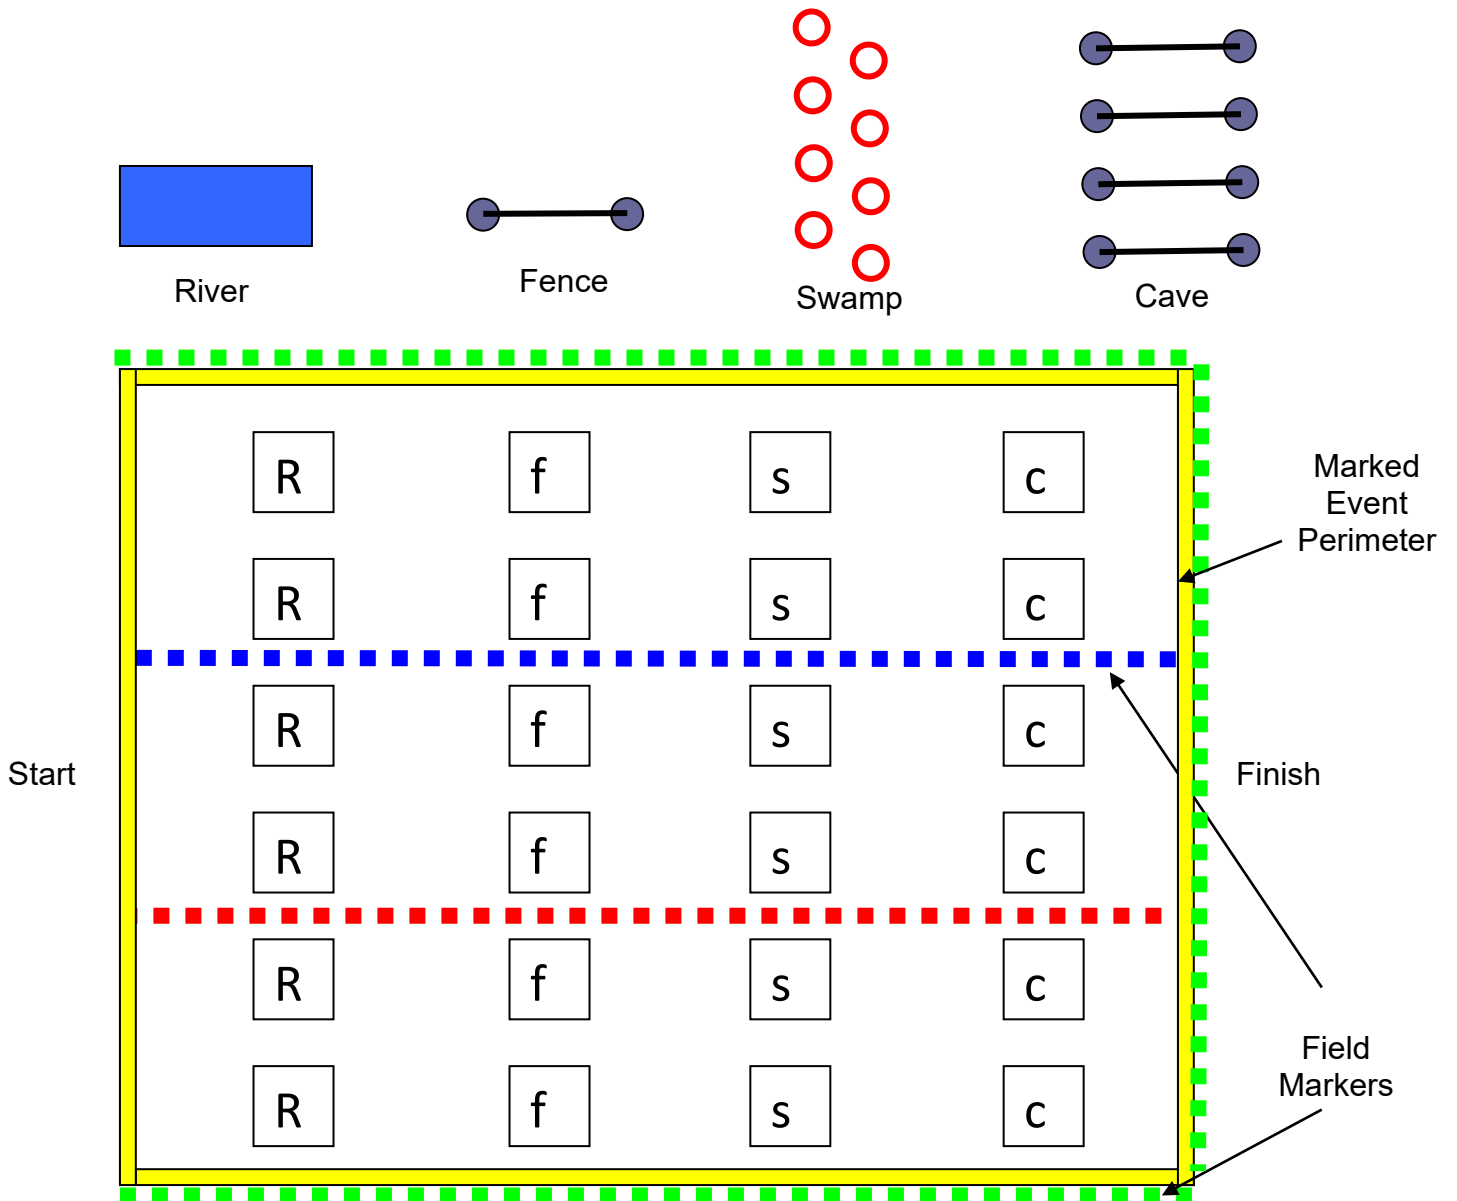 River
Fence
Swamp
Cave
R f s c
Marked
Event
Perimeter
R f s c
R f s c
Start
Finish
R f s c
R f s c
Field
Markers
R f s c